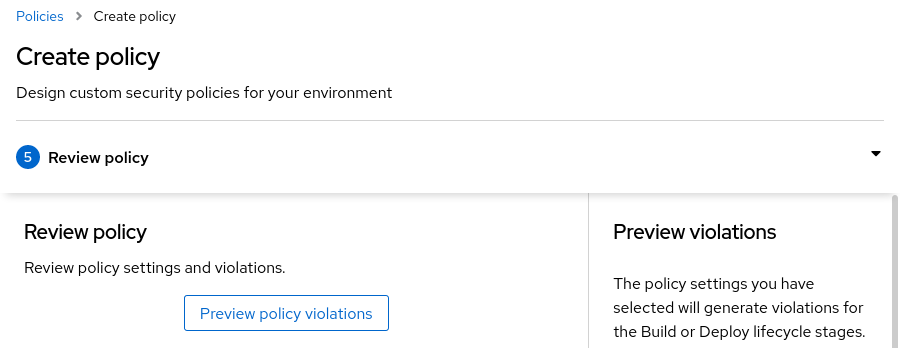 Policies > Create policy
Create policy
Design custom security policies for your environment
5 Review policy
Review policy
Review policy settings and violations.
Preview policy violations
Preview violations
The policy settings you have
selected will generate violations for
the Build or Deploy lifecycle stages.